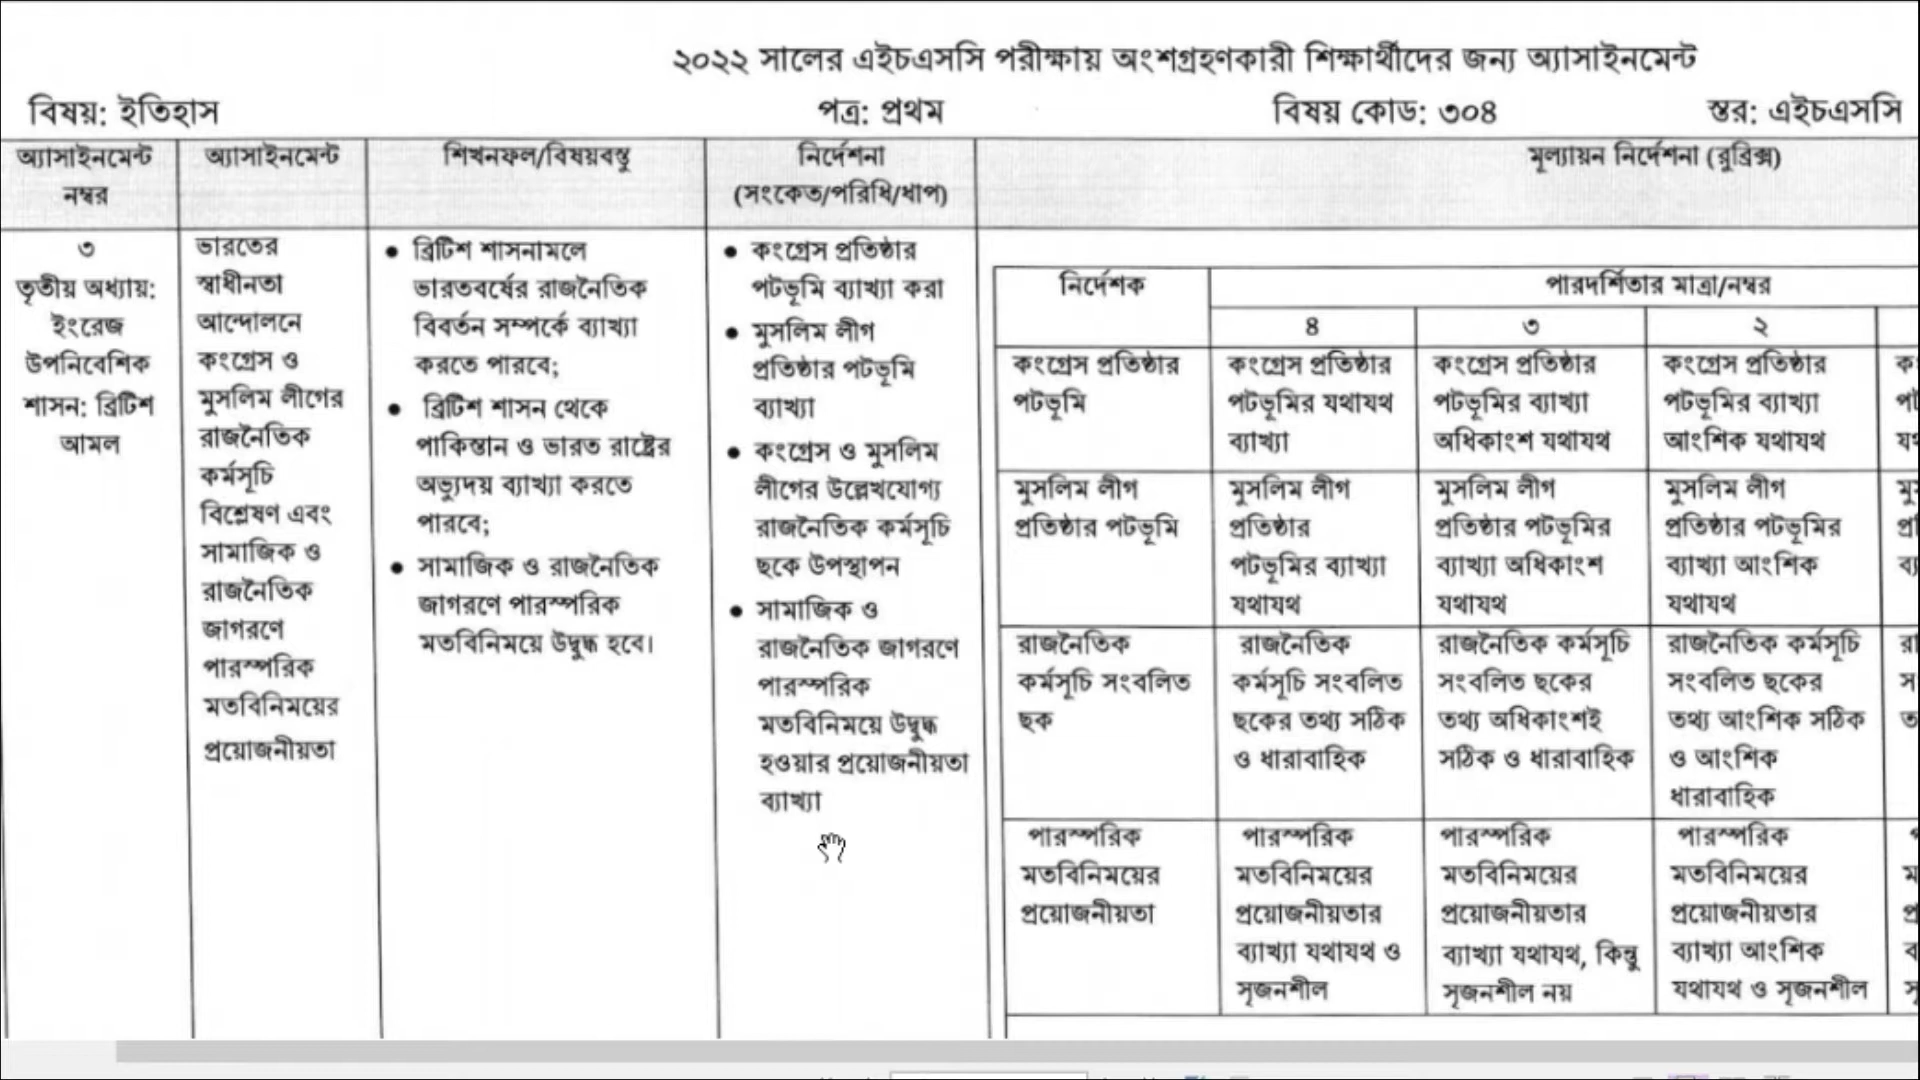 ২০২২ সালের এইচএসসি পরীক্ষায় অংশগ্রহণকারী শিক্ষার্থীদের জন্য অ্যাসাইনমেন্ট
বিষয়: ইতিহাস পত্র: প্রথম বিষয় কোড: ৩০৪ স্তর: এইচএসসি
অ্যাসাইনমেন্ট
নম্বর
অ্যাসাইনমেন্ট
শিখনফল/বিষয়বস্তু
নির্দেশনা
(সংকেত/পরিধি/ধাপ)
মূল্যায়ন নির্দেশনা (রুব্রিক্স)
৩
তৃতীয় অধ্যায়:
ইংরেজ
উপনিবেশিক
শাসন: ব্রিটিশ
আমল
ভারতের
স্বাধীনতা
আন্দোলনে
কংগ্রেস ও
মুসলিম লীগের
রাজনৈতিক
কর্মসূচি
বিশ্লেষণ এবং
সামাজিক ও
রাজনৈতিক
জাগরণে
পারস্পরিক
মতবিনিময়ের
প্রয়োজনীয়তা
● ব্রিটিশ শাসনামলে
ভারতবর্ষের রাজনৈতিক
বিবর্তন সম্পর্কে ব্যাখ্যা
করতে পারবে;
● ব্রিটিশ শাসন থেকে
পাকিস্তান ও ভারত রাষ্ট্রের
অভ্যুদয় ব্যাখ্যা করতে
পারবে;
● সামাজিক ও রাজনৈতিক
জাগরণে পারস্পরিক
মতবিনিময়ে উদ্বুদ্ধ হবে।
● কংগ্রেস প্রতিষ্ঠার
পটভূমি ব্যাখ্যা করা
● মুসলিম লীগ
প্রতিষ্ঠার পটভূমি
ব্যাখ্যা
● কংগ্রেস ও মুসলিম
লীগের উল্লেখযোগ্য
রাজনৈতিক কর্মসূচি
ছকে উপস্থাপন
● সামাজিক ও
রাজনৈতিক জাগরণে
পারস্পরিক
মতবিনিময়ে উদ্বুদ্ধ
হওয়ার প্রয়োজনীয়তা
ব্যাখ্যা
নির্দেশক
পারদর্শিতার মাত্রা/নম্বর
৪ ৩ ২
কংগ্রেস প্রতিষ্ঠার
পটভূমি
কংগ্রেস প্রতিষ্ঠার
পটভূমির যথাযথ
ব্যাখ্যা
কংগ্রেস প্রতিষ্ঠার
পটভূমির ব্যাখ্যা
অধিকাংশ যথাযথ
কংগ্রেস প্রতিষ্ঠার
পটভূমির ব্যাখ্যা
আংশিক যথাযথ
মুসলিম লীগ
প্রতিষ্ঠার পটভূমি
মুসলিম লীগ
প্রতিষ্ঠার
পটভূমির ব্যাখ্যা
যথাযথ
মুসলিম লীগ
প্রতিষ্ঠার পটভূমির
ব্যাখ্যা অধিকাংশ
যথাযথ
মুসলিম লীগ
প্রতিষ্ঠার পটভূমির
ব্যাখ্যা আংশিক
যথাযথ
রাজনৈতিক
কর্মসূচি সংবলিত
ছক
রাজনৈতিক
কর্মসূচি সংবলিত
ছকের তথ্য সঠিক
ও ধারাবাহিক
রাজনৈতিক কর্মসূচি
সংবলিত ছকের
তথ্য অধিকাংশই
সঠিক ও ধারাবাহিক
রাজনৈতিক কর্মসূচি
সংবলিত ছকের
তথ্য আংশিক সঠিক
ও আংশিক
ধারাবাহিক
পারস্পরিক
মতবিনিময়ের
প্রয়োজনীয়তা
পারস্পরিক
মতবিনিময়ের
প্রয়োজনীয়তার
ব্যাখ্যা যথাযথ ও
সৃজনশীল
পারস্পরিক
মতবিনিময়ের
প্রয়োজনীয়তার
ব্যাখ্যা যথাযথ, কিন্তু
সৃজনশীল নয়
পারস্পরিক
মতবিনিময়ের
প্রয়োজনীয়তার
ব্যাখ্যা আংশিক
যথাযথ ও সৃজনশীল